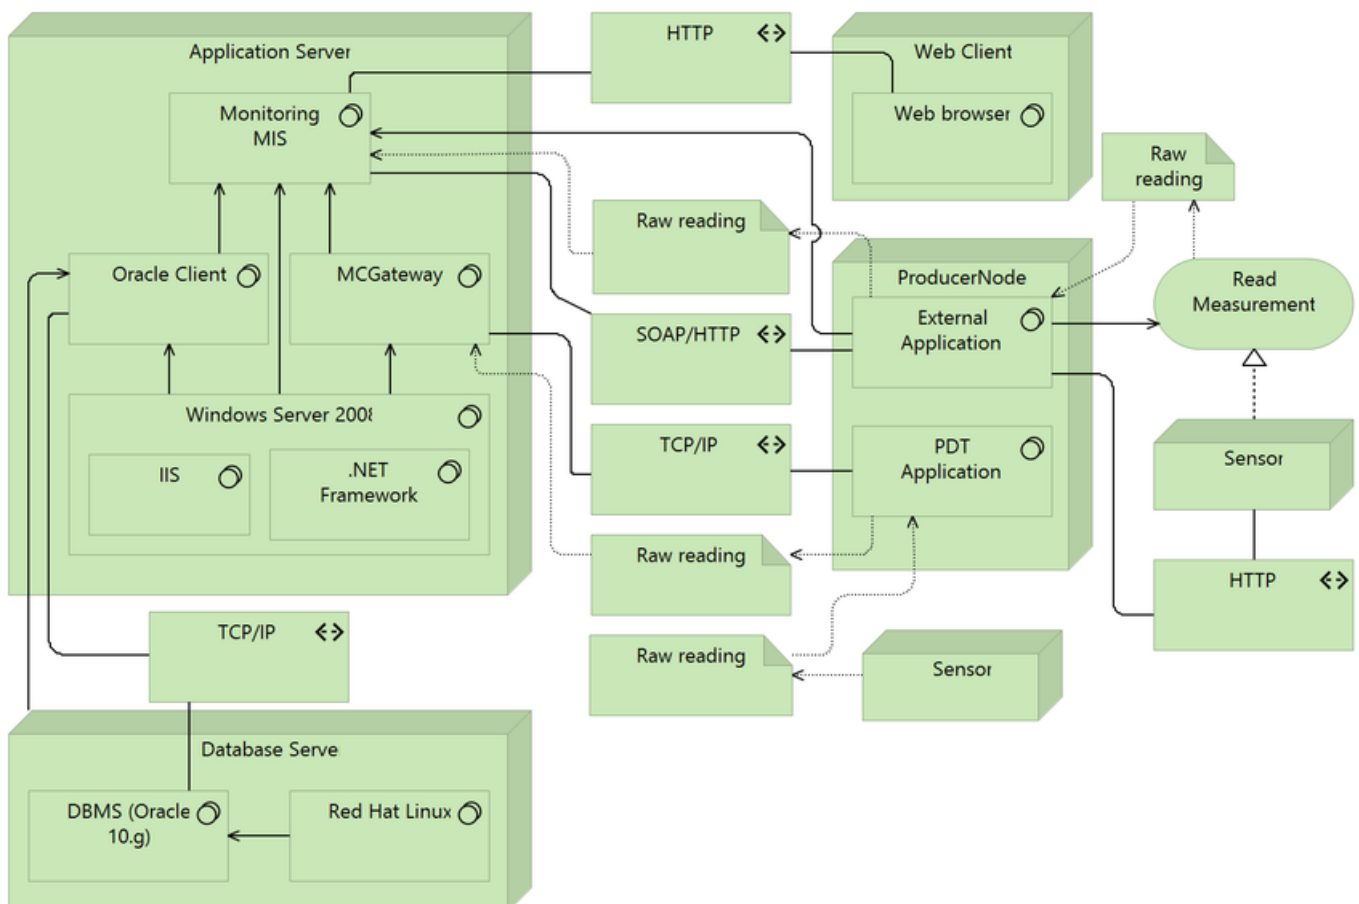 Application Server
Monitoring
MIS
Oracle Client
MCGateway
Windows Server 2008
IIS
.NET
Framework
HTTP
Web Client
Web browser
Raw reading
SOAP/HTTP
TCP/IP
Raw reading
Raw reading
ProducerNode
External
Application
PDT
Application
Sensor
Raw
reading
Read
Measurement
Sensor
HTTP
TCP/IP
Database Serve
DBMS (Oracle
10.g)
Red Hat Linux